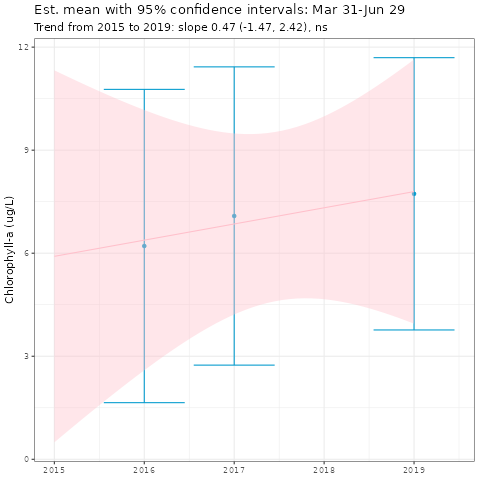 Est. mean with 95% confidence intervals: Mar 31-Jun 29
Trend from 2015 to 2019: slope 0.47 (-1.47, 2.42), ns
Chlorophyll-a (ug/L)
12
9
6
3
0
2015 2016 2017 2018 2019